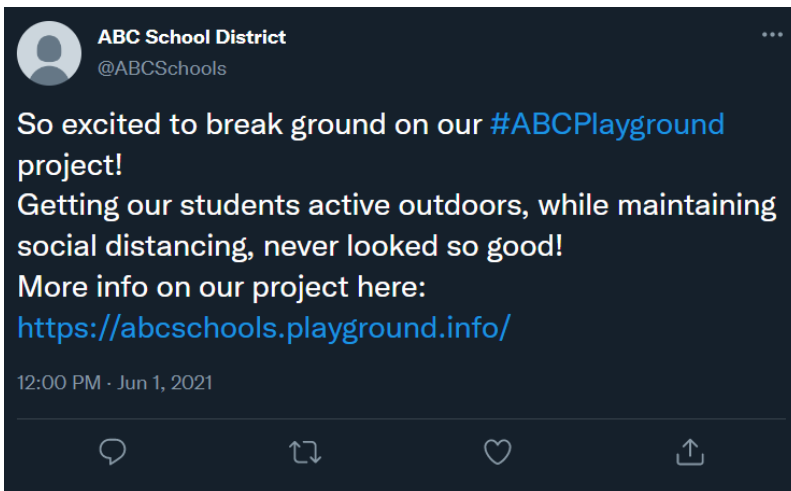 ABC School District
@ABCSchools
So excited to break ground on our #ABCPlayground
project!
Getting our students active outdoors, while maintaining
social distancing, never looked so good!
More info on our project here:
https://abcschools.playground.info/
12:00 PM · Jun 1, 2021